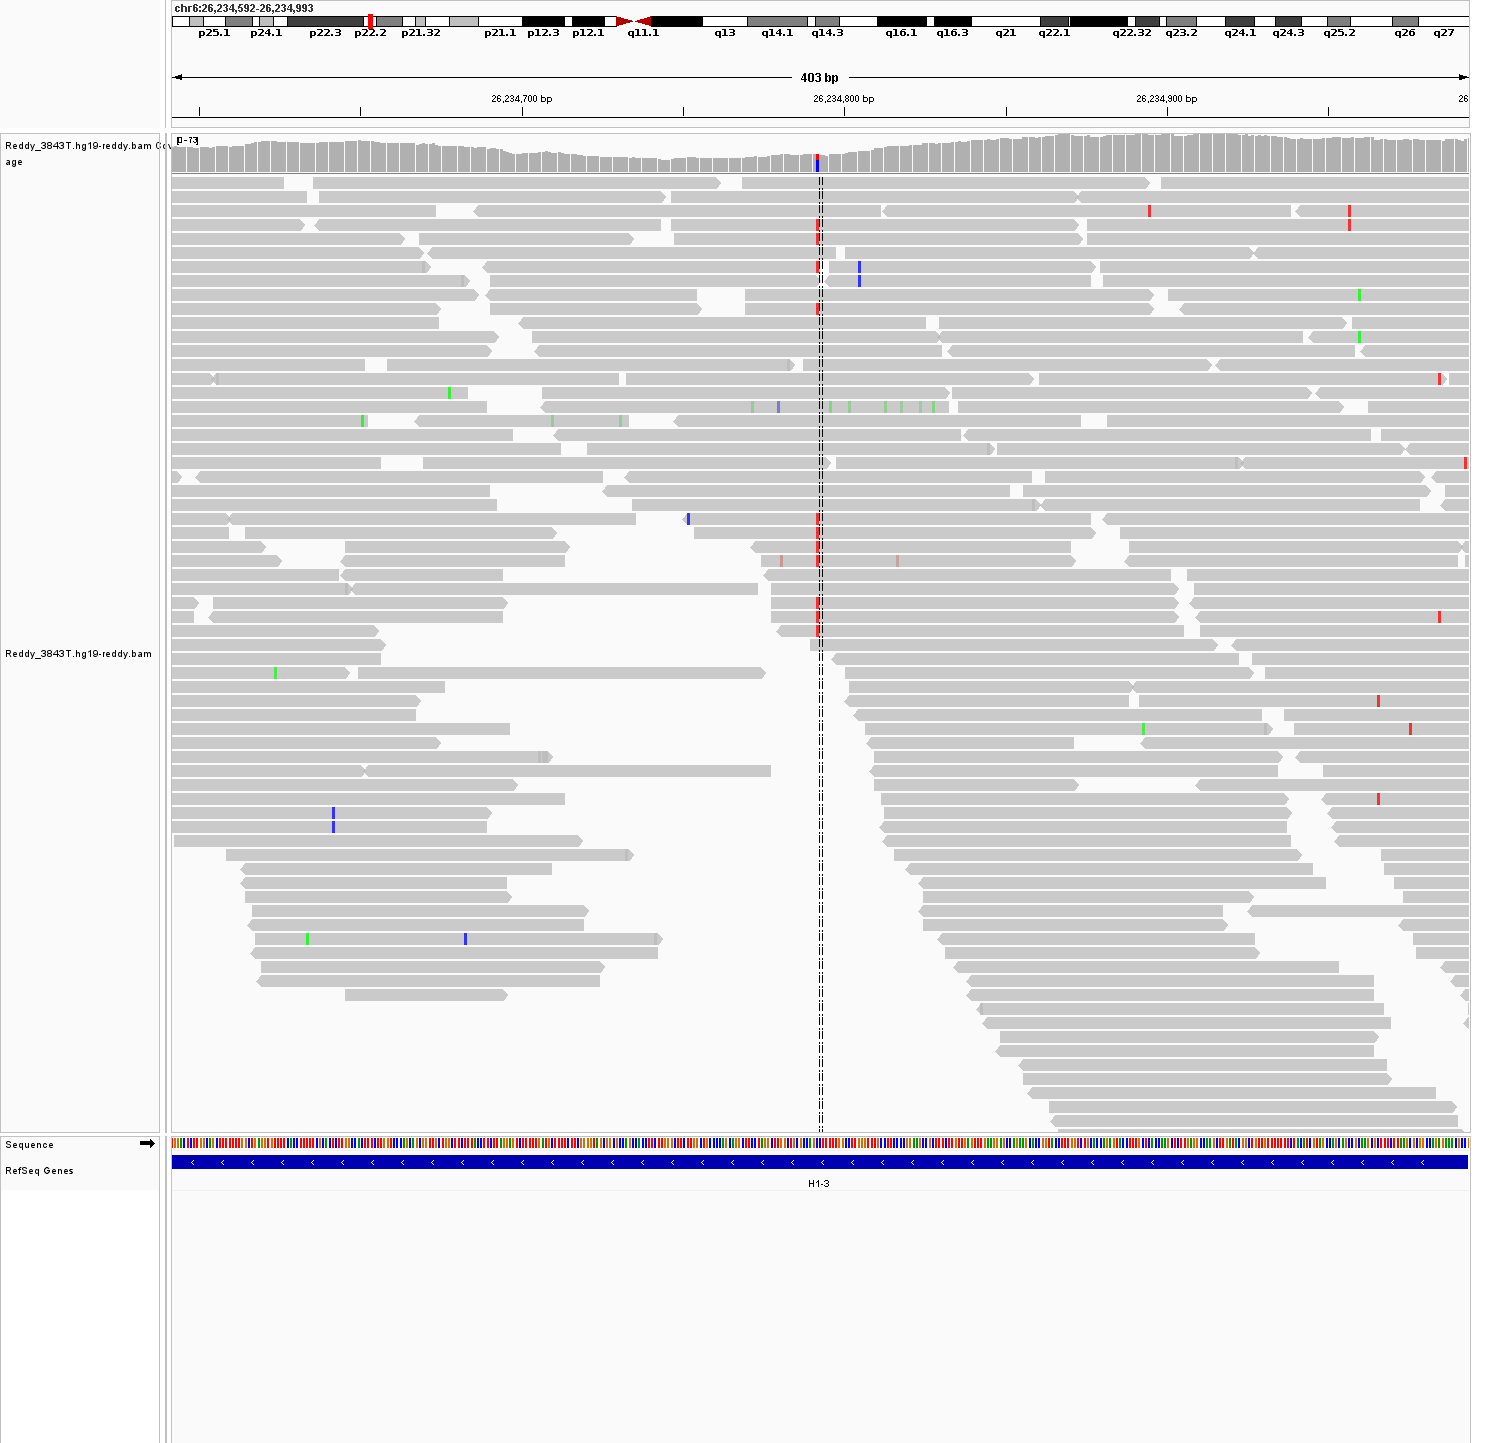 chr6:26,234,592-26,234,993
p25.1 p24.1 p22.3 p22.2 p21.32 p21.1 p12.3 p12.1 q11.1 q13 q14.1 q14.3 q16.1 q16.3 q21 q22.1 q22.32 q23.2 q24.1 q24.3 q25.2 q26 q27
403 bp
26,234,700 bp 26,234,800 bp 26,234,900 bp 26
[0-73]
Reddy_3843T.hg19-reddy.bam Cov
age
Reddy_3843T.hg19-reddy.bam
Sequence
RefSeq Genes
H1-3